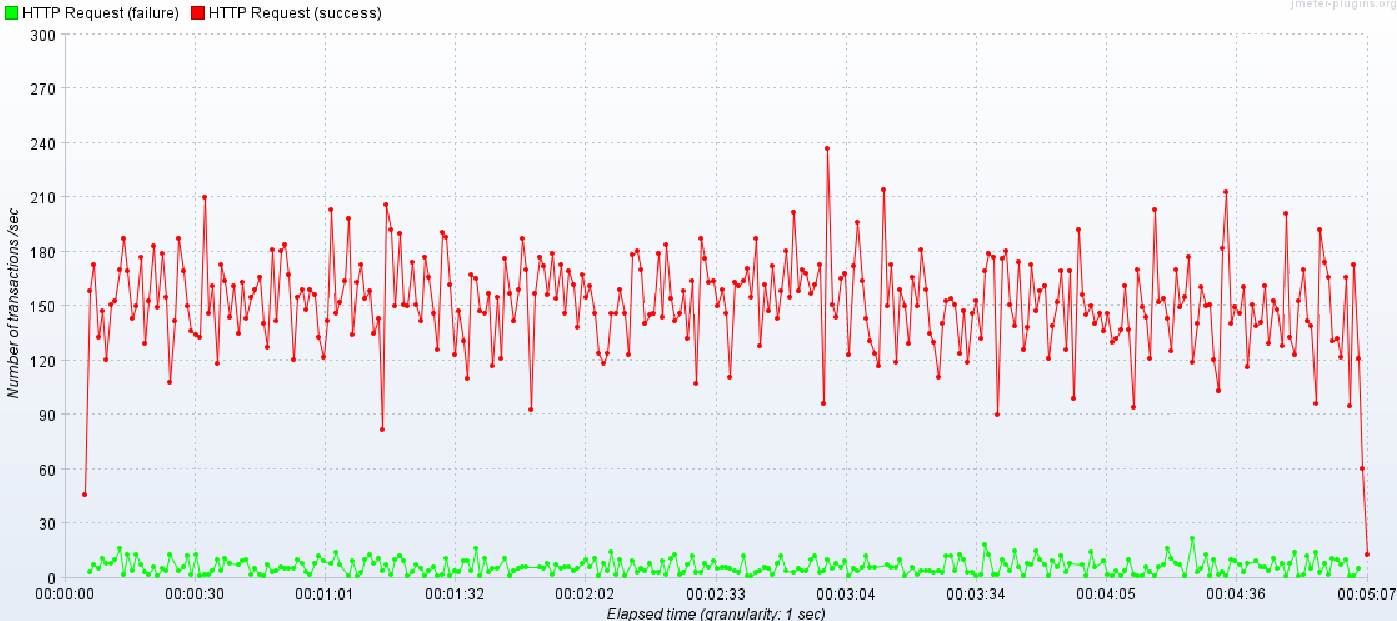 jmeter-plugins.org
HTTP Request (failure) HTTP Request (success)
300
270
240
210
180
150
120
90
60
30
0
Number of transactions /sec
00:00:00 00:00:30 00:01:01 00:01:32 00:02:02 00:02:33 00:03:04 00:03:34 00:04:05 00:04:36 00:05:07
Elapsed time (granularity: 1 sec)